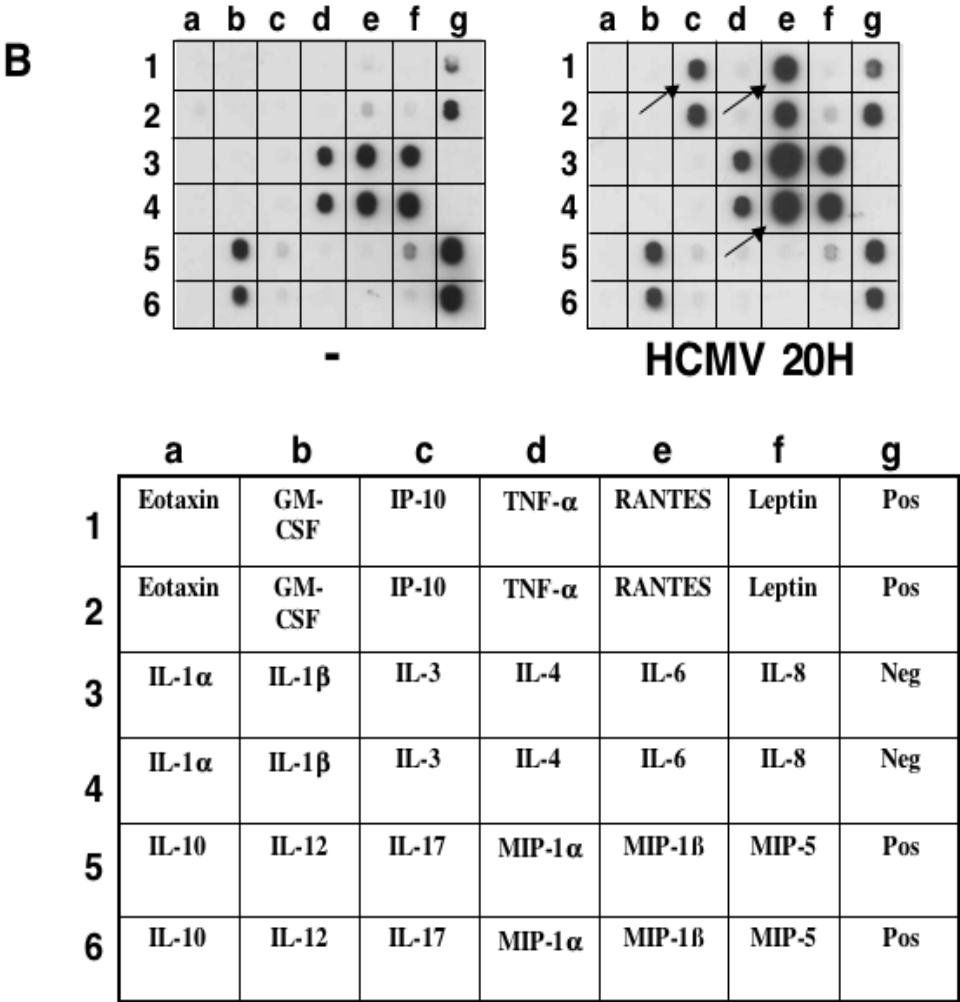 B
a b c d e f g
1
2
3
4
5
6
-
a b c d e f g
1
2
3
4
5
6
HCMV 20H
a b c d e f g
1 Eotaxin GM-CSF IP-10 TNF-α RANTES Leptin Pos
2 Eotaxin GM-CSF IP-10 TNF-α RANTES Leptin Pos
3 IL-1α IL-1β IL-3 IL-4 IL-6 IL-8 Neg
4 IL-1α IL-1β IL-3 IL-4 IL-6 IL-8 Neg
5 IL-10 IL-12 IL-17 MIP-1α MIP-1ß MIP-5 Pos
6 IL-10 IL-12 IL-17 MIP-1α MIP-1ß MIP-5 Pos